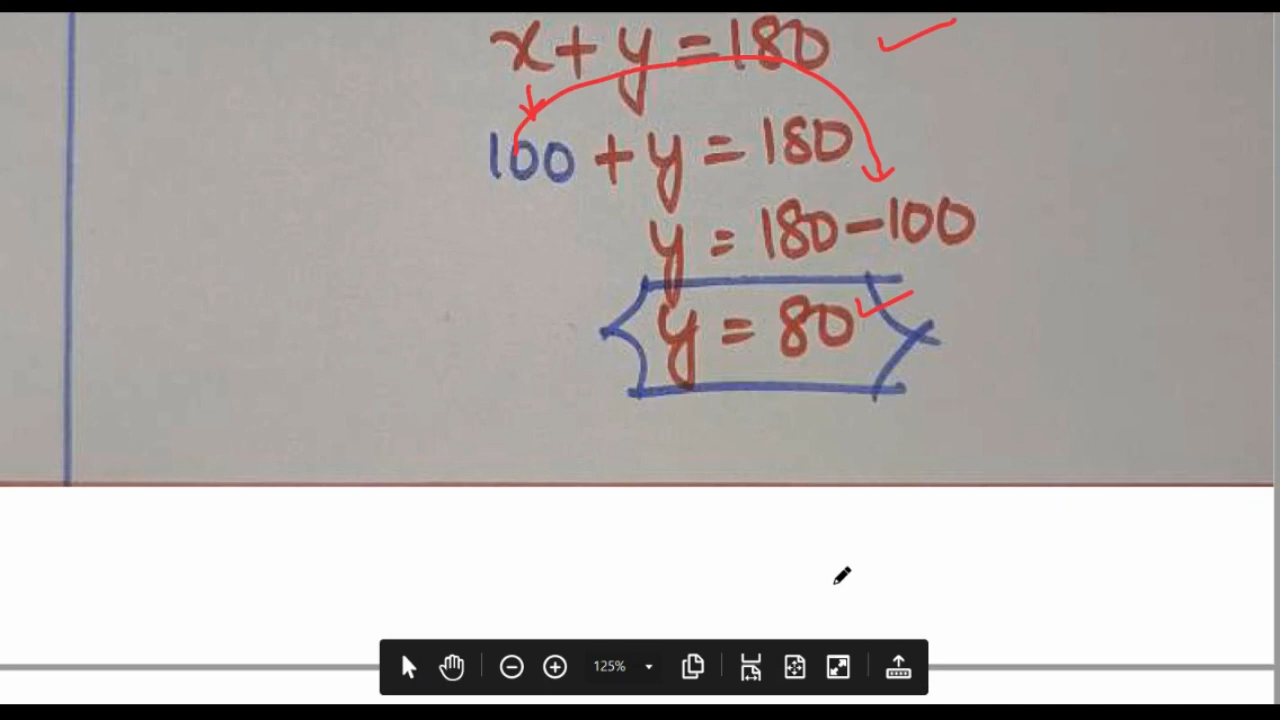 x + y = 180
100 + y = 180
y = 180 - 100
y = 80
125%